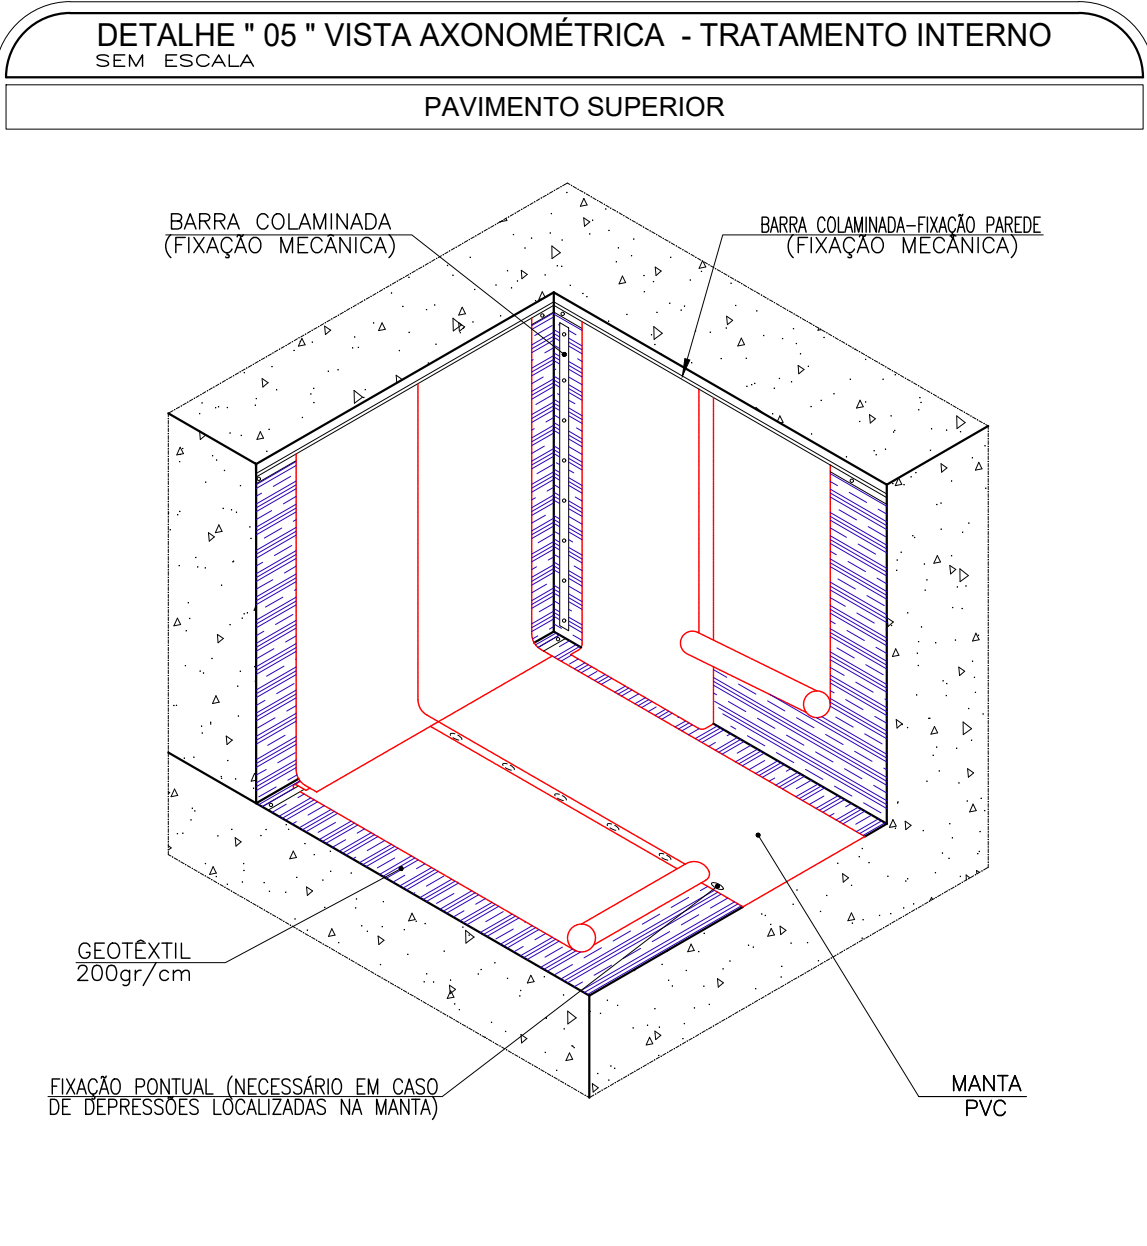 DETALHE " 05 " VISTA AXONOMÉTRICA - TRATAMENTO INTERNO
SEM ESCALA
PAVIMENTO SUPERIOR
BARRA COLAMINADA
(FIXAÇÃO MECÂNICA)
BARRA COLAMINADA-FIXAÇÃO PAREDE
(FIXAÇÃO MECÂNICA)
GEOTÊXTIL
200gr/cm
FIXAÇÃO PONTUAL (NECESSÁRIO EM CASO
DE DEPRESSÕES LOCALIZADAS NA MANTA)
MANTA
PVC